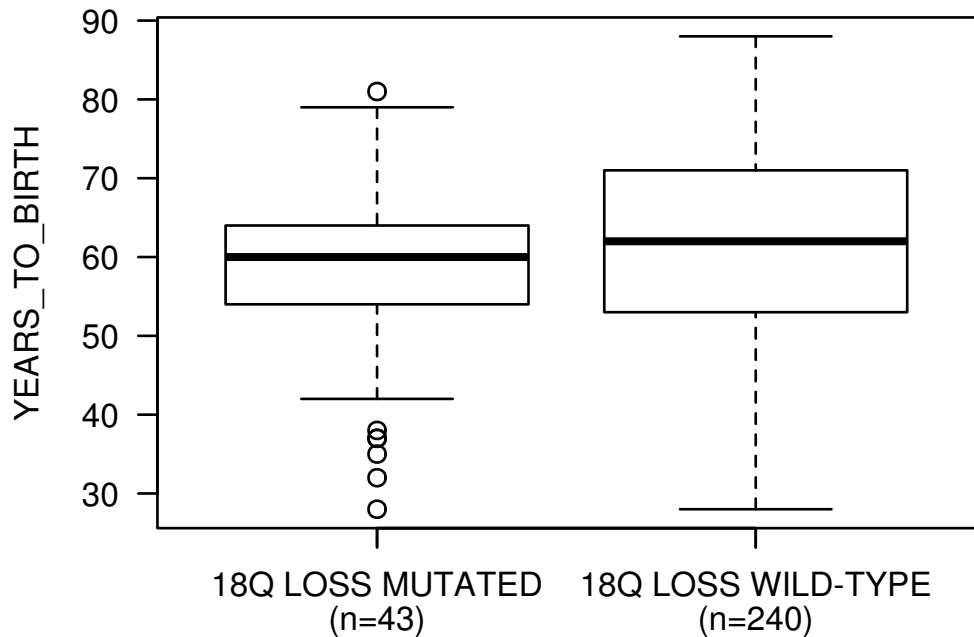 YEARS_TO_BIRTH
90
80
70
60
50
40
30
18Q LOSS MUTATED
(n=43)
18Q LOSS WILD-TYPE
(n=240)